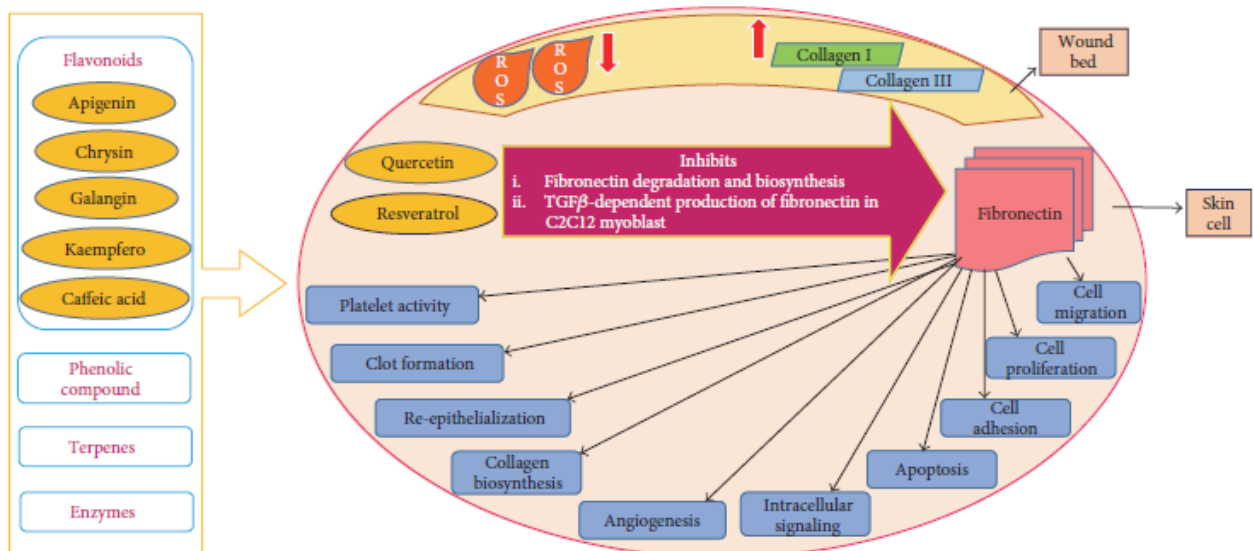 Flavonoids
Apigenin
Chrysin
Galangin
Kaempfero
Caffeic acid
Phenolic
compound
Terpenes
Enzymes
ROS
ROS
Collagen I
Collagen III
Wound
bed
Quercetin
Resveratrol
Inhibits
i. Fibronectin degradation and biosynthesis
ii. TGFβ-dependent production of fibronectin in
C2C12 myoblast
Fibronectin
Skin
cell
Platelet activity
Clot formation
Re-epithelialization
Collagen
biosynthesis
Angiogenesis
Intracellular
signaling
Apoptosis
Cell
adhesion
Cell
proliferation
Cell
migration